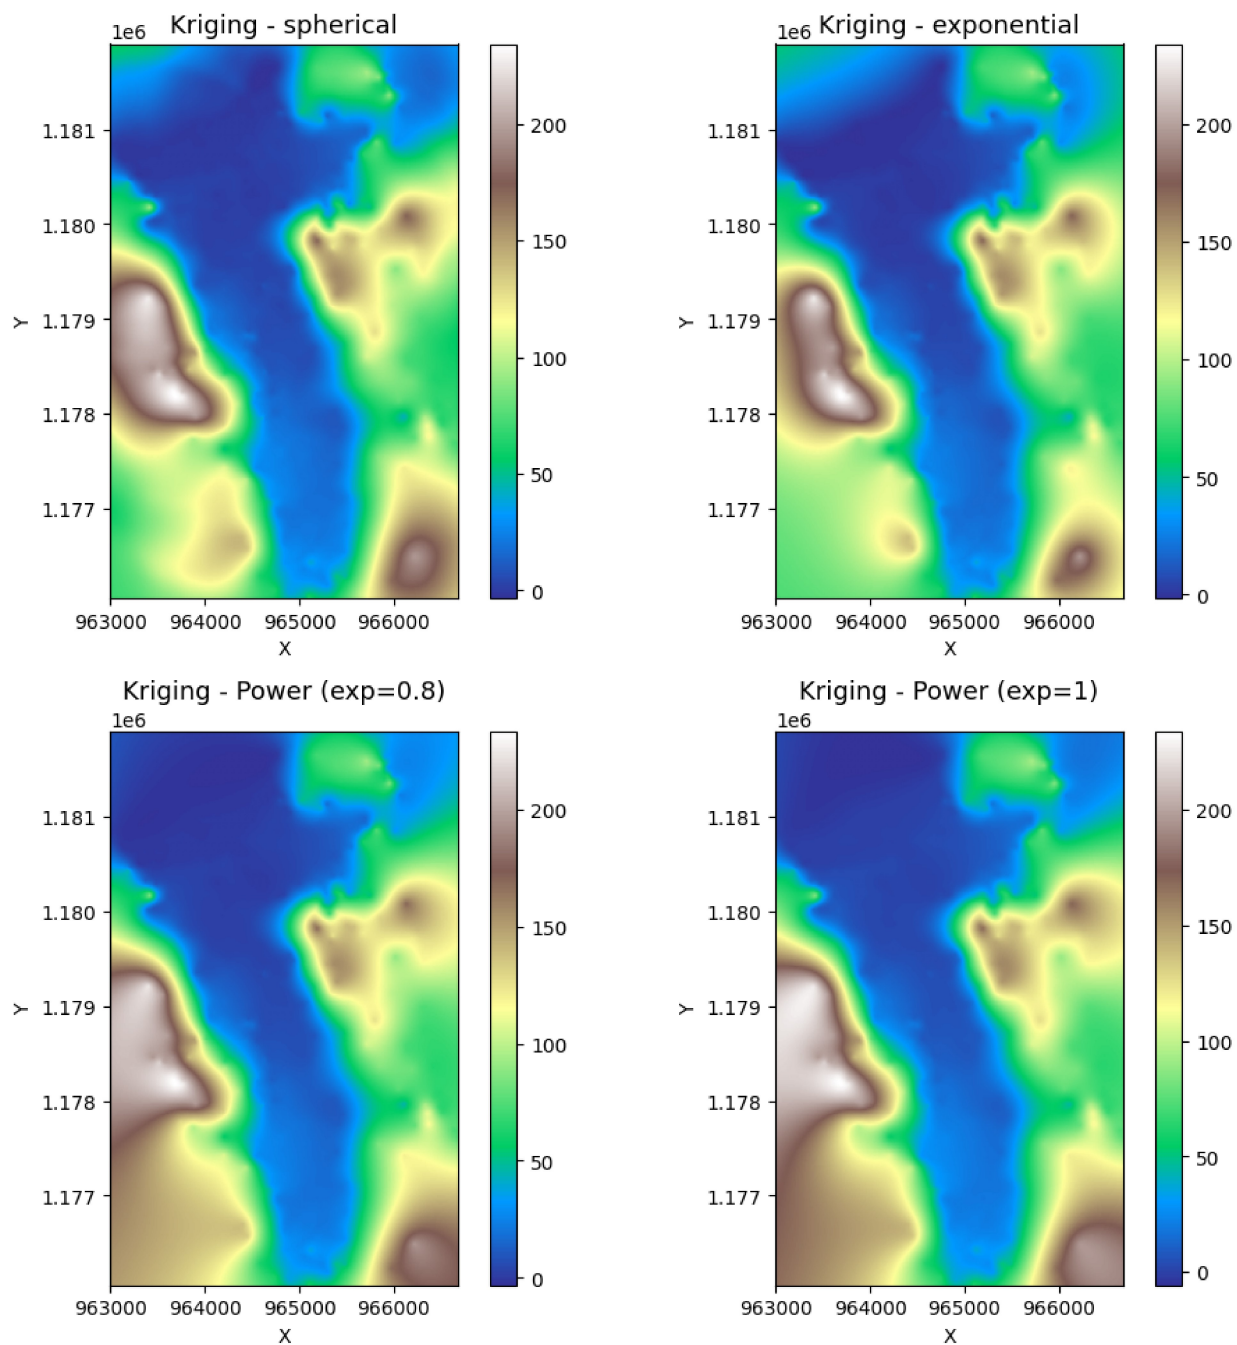 Kriging - spherical
1e6
1.181
1.180
1.179
1.178
1.177
Y
963000 964000 965000 966000
X
200
150
100
50
0
Kriging - exponential
1e6
1.181
1.180
1.179
1.178
1.177
Y
963000 964000 965000 966000
X
200
150
100
50
0
Kriging - Power (exp=0.8)
1e6
1.181
1.180
1.179
1.178
1.177
Y
963000 964000 965000 966000
X
200
150
100
50
0
Kriging - Power (exp=1)
1e6
1.181
1.180
1.179
1.178
1.177
Y
963000 964000 965000 966000
X
200
150
100
50
0